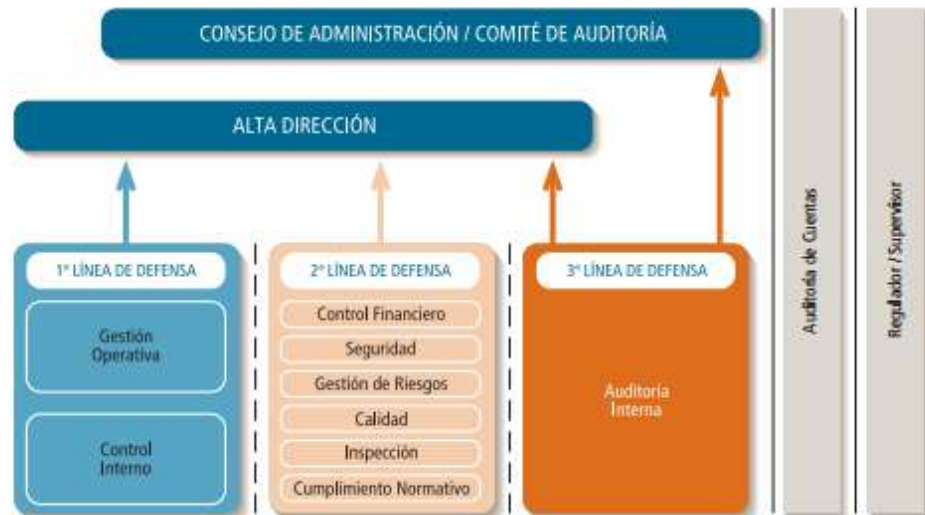 CONSEJO DE ADMINISTRACIÓN / COMITÉ DE AUDITORÍA
ALTA DIRECCIÓN
1ª LÍNEA DE DEFENSA
Gestión
Operativa
Control
Interno
2ª LÍNEA DE DEFENSA
Control Financiero
Seguridad
Gestión de Riesgos
Calidad
Inspección
Cumplimiento Normativo
3ª LÍNEA DE DEFENSA
Auditoría
Interna
Auditoría de Cuentas
Regulador / Supervisor